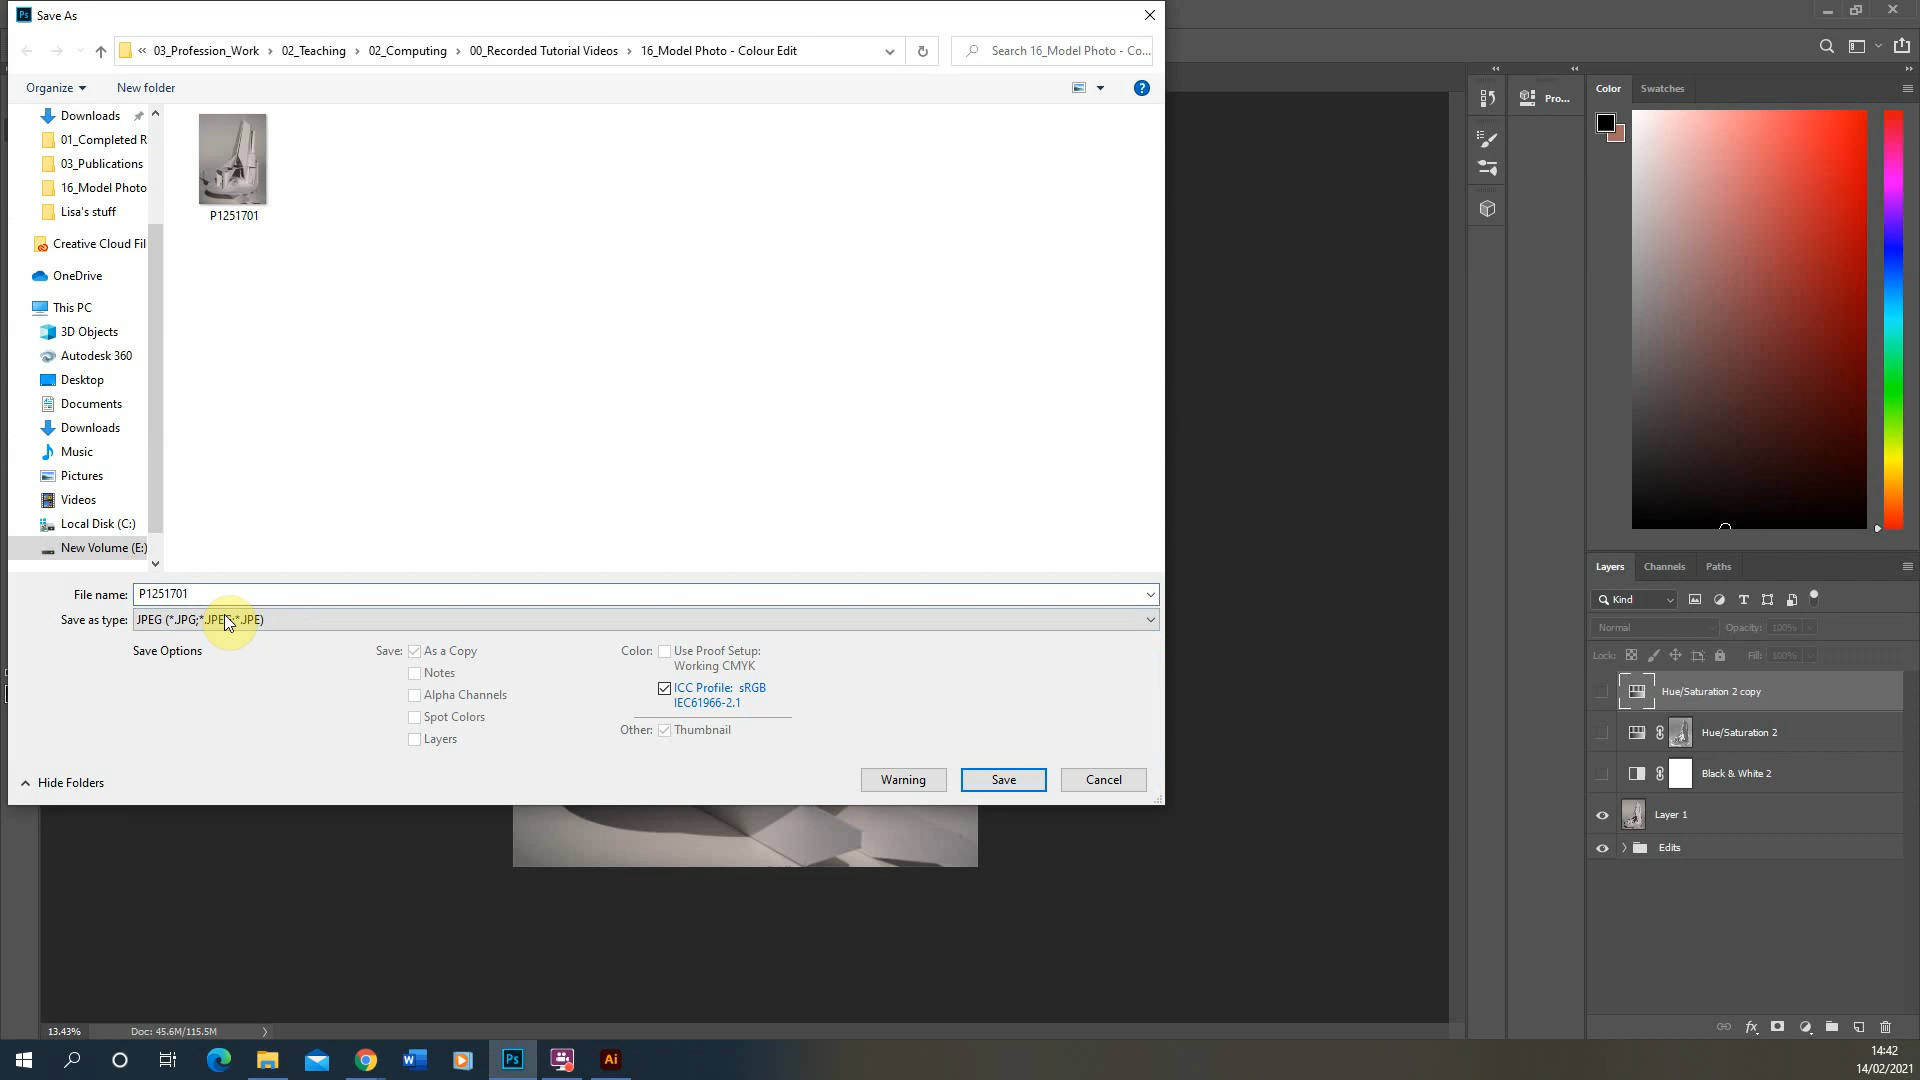 Save As
« 03_Profession_Work › 02_Teaching › 02_Computing › 00_Recorded Tutorial Videos › 16_Model Photo - Colour Edit
Search 16_Model Photo - Co...
Organize
New folder
Downloads
01_Completed R
03_Publications
16_Model Photo
Lisa's stuff
Creative Cloud Fil
OneDrive
This PC
3D Objects
Autodesk 360
Desktop
Documents
Downloads
Music
Pictures
Videos
Local Disk (C:)
New Volume (E:)
P1251701
File name: P1251701
Save as type: JPEG (*.JPG;*.JPEG;*.JPE)
Save Options
Save: As a Copy
Notes
Alpha Channels
Spot Colors
Layers
Color: Use Proof Setup:
Working CMYK
ICC Profile: sRGB
IEC61966-2.1
Other: Thumbnail
Hide Folders
Warning
Save
Cancel
Pro...
Color
Swatches
Layers
Channels
Paths
Kind
Normal
Opacity: 100%
Lock:
Fill: 100%
Hue/Saturation 2 copy
Hue/Saturation 2
Black & White 2
Layer 1
Edits
13.43%
Doc: 45.6M/115.5M
14:42
14/02/2021